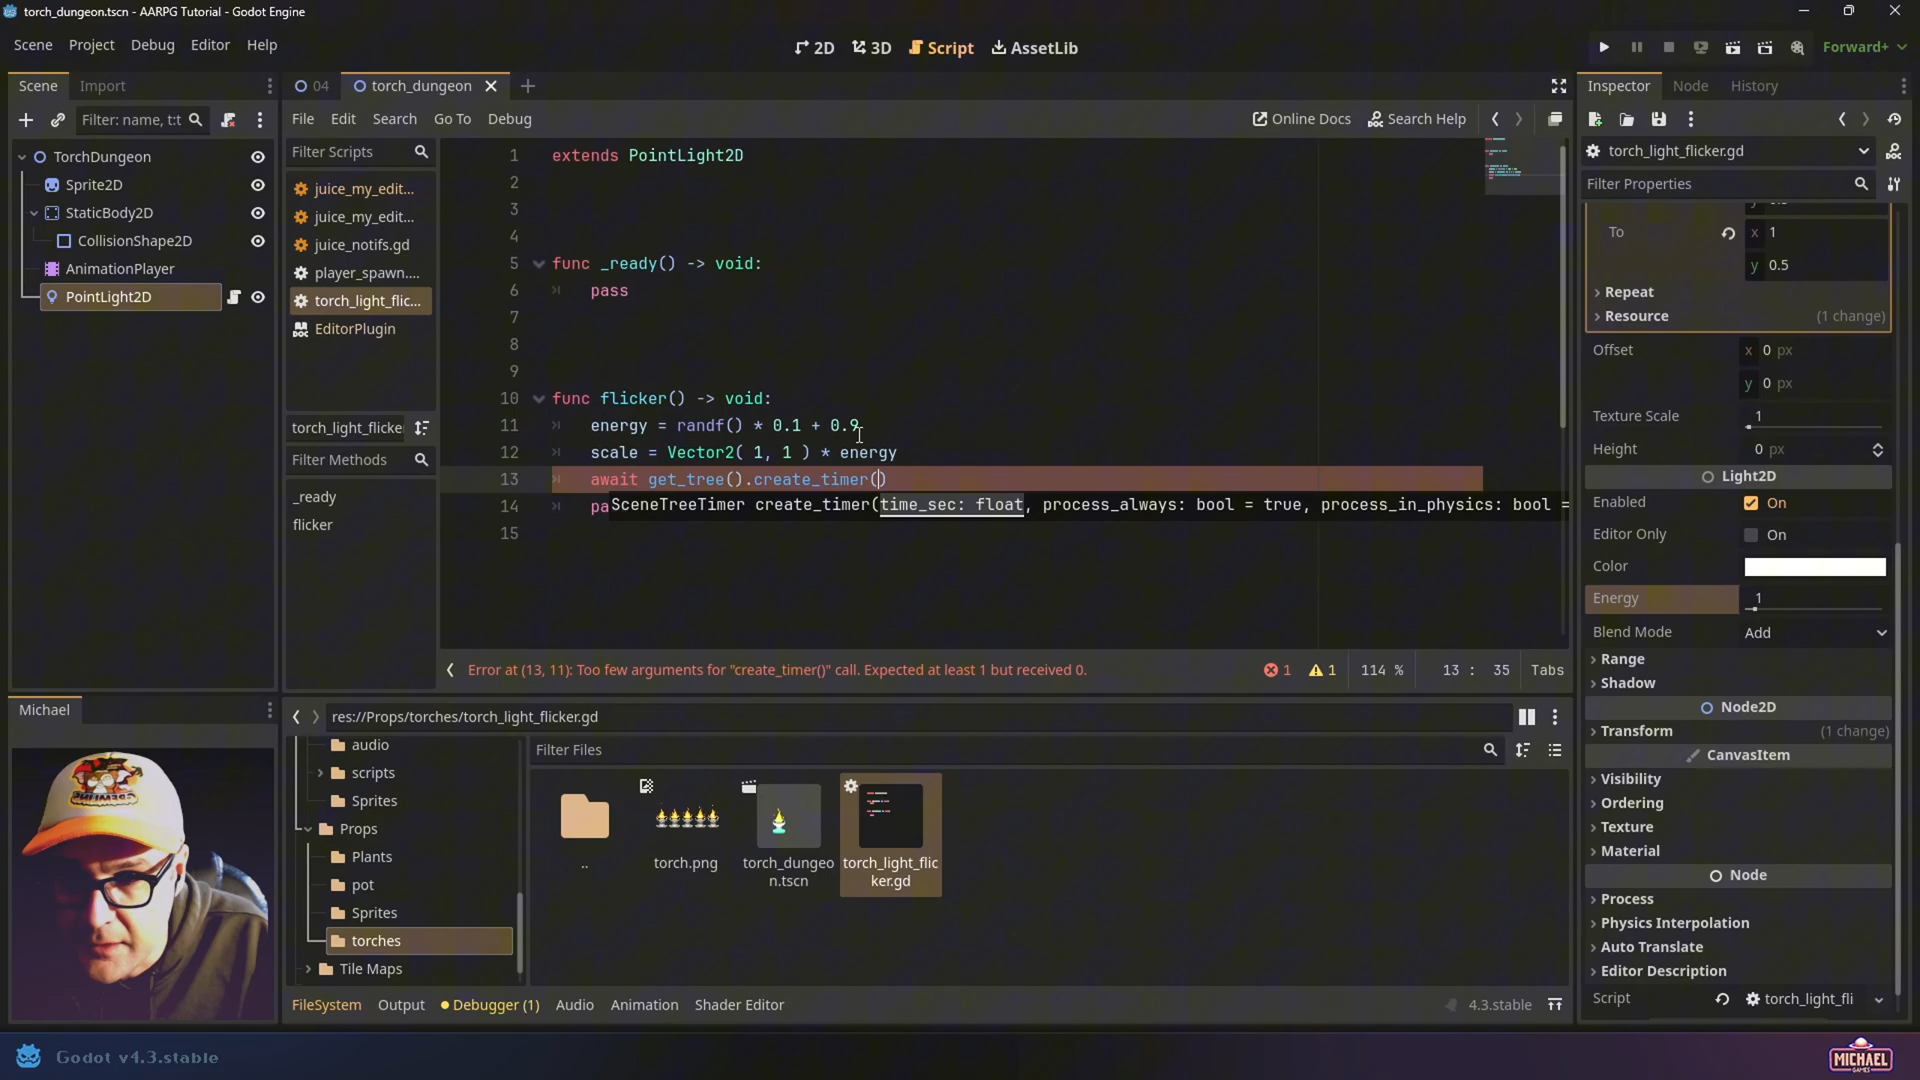 torch_dungeon.tscn - AARPG Tutorial - Godot Engine
Scene Project Debug Editor Help
2D 3D Script AssetLib
Forward+
Scene Import
04 torch_dungeon
Inspector Node History
Filter: name, t:t
File Edit Search Go To Debug
Online Docs Search Help
TorchDungeon
Sprite2D
StaticBody2D
CollisionShape2D
AnimationPlayer
PointLight2D
Filter Scripts
juice_my_edit...
juice_my_edit...
juice_notifs.gd
player_spawn....
torch_light_flic...
EditorPlugin
torch_light_flicke
Filter Methods
_ready
flicker
1 extends PointLight2D
2
3
4
5 func _ready() -> void:
6 pass
7
8
9
10 func flicker() -> void:
11 energy = randf() * 0.1 + 0.9
12 scale = Vector2( 1, 1 ) * energy
13 await get_tree().create_timer()
14 pa
SceneTreeTimer create_timer(time_sec: float, process_always: bool = true, process_in_physics: bool =
15
Error at (13, 11): Too few arguments for "create_timer()" call. Expected at least 1 but received 0.
1 1 114 % 13 : 35 Tabs
torch_light_flicker.gd
Filter Properties
To x 1
y 0.5
Repeat
Resource (1 change)
Offset x 0 px
y 0 px
Texture Scale 1
Height 0 px
Light2D
Enabled On
Editor Only On
Color
Energy 1
Blend Mode Add
Range
Shadow
Node2D
Transform (1 change)
CanvasItem
Visibility
Ordering
Texture
Material
Node
Process
Physics Interpolation
Auto Translate
Editor Description
Script torch_light_fli
Michael
res://Props/torches/torch_light_flicker.gd
Filter Files
audio
scripts
Sprites
Props
Plants
pot
Sprites
torches
Tile Maps
..
torch.png
torch_dungeo
n.tscn
torch_light_flic
ker.gd
FileSystem Output Debugger (1) Audio Animation Shader Editor
4.3.stable
Godot v4.3.stable
MICHAEL